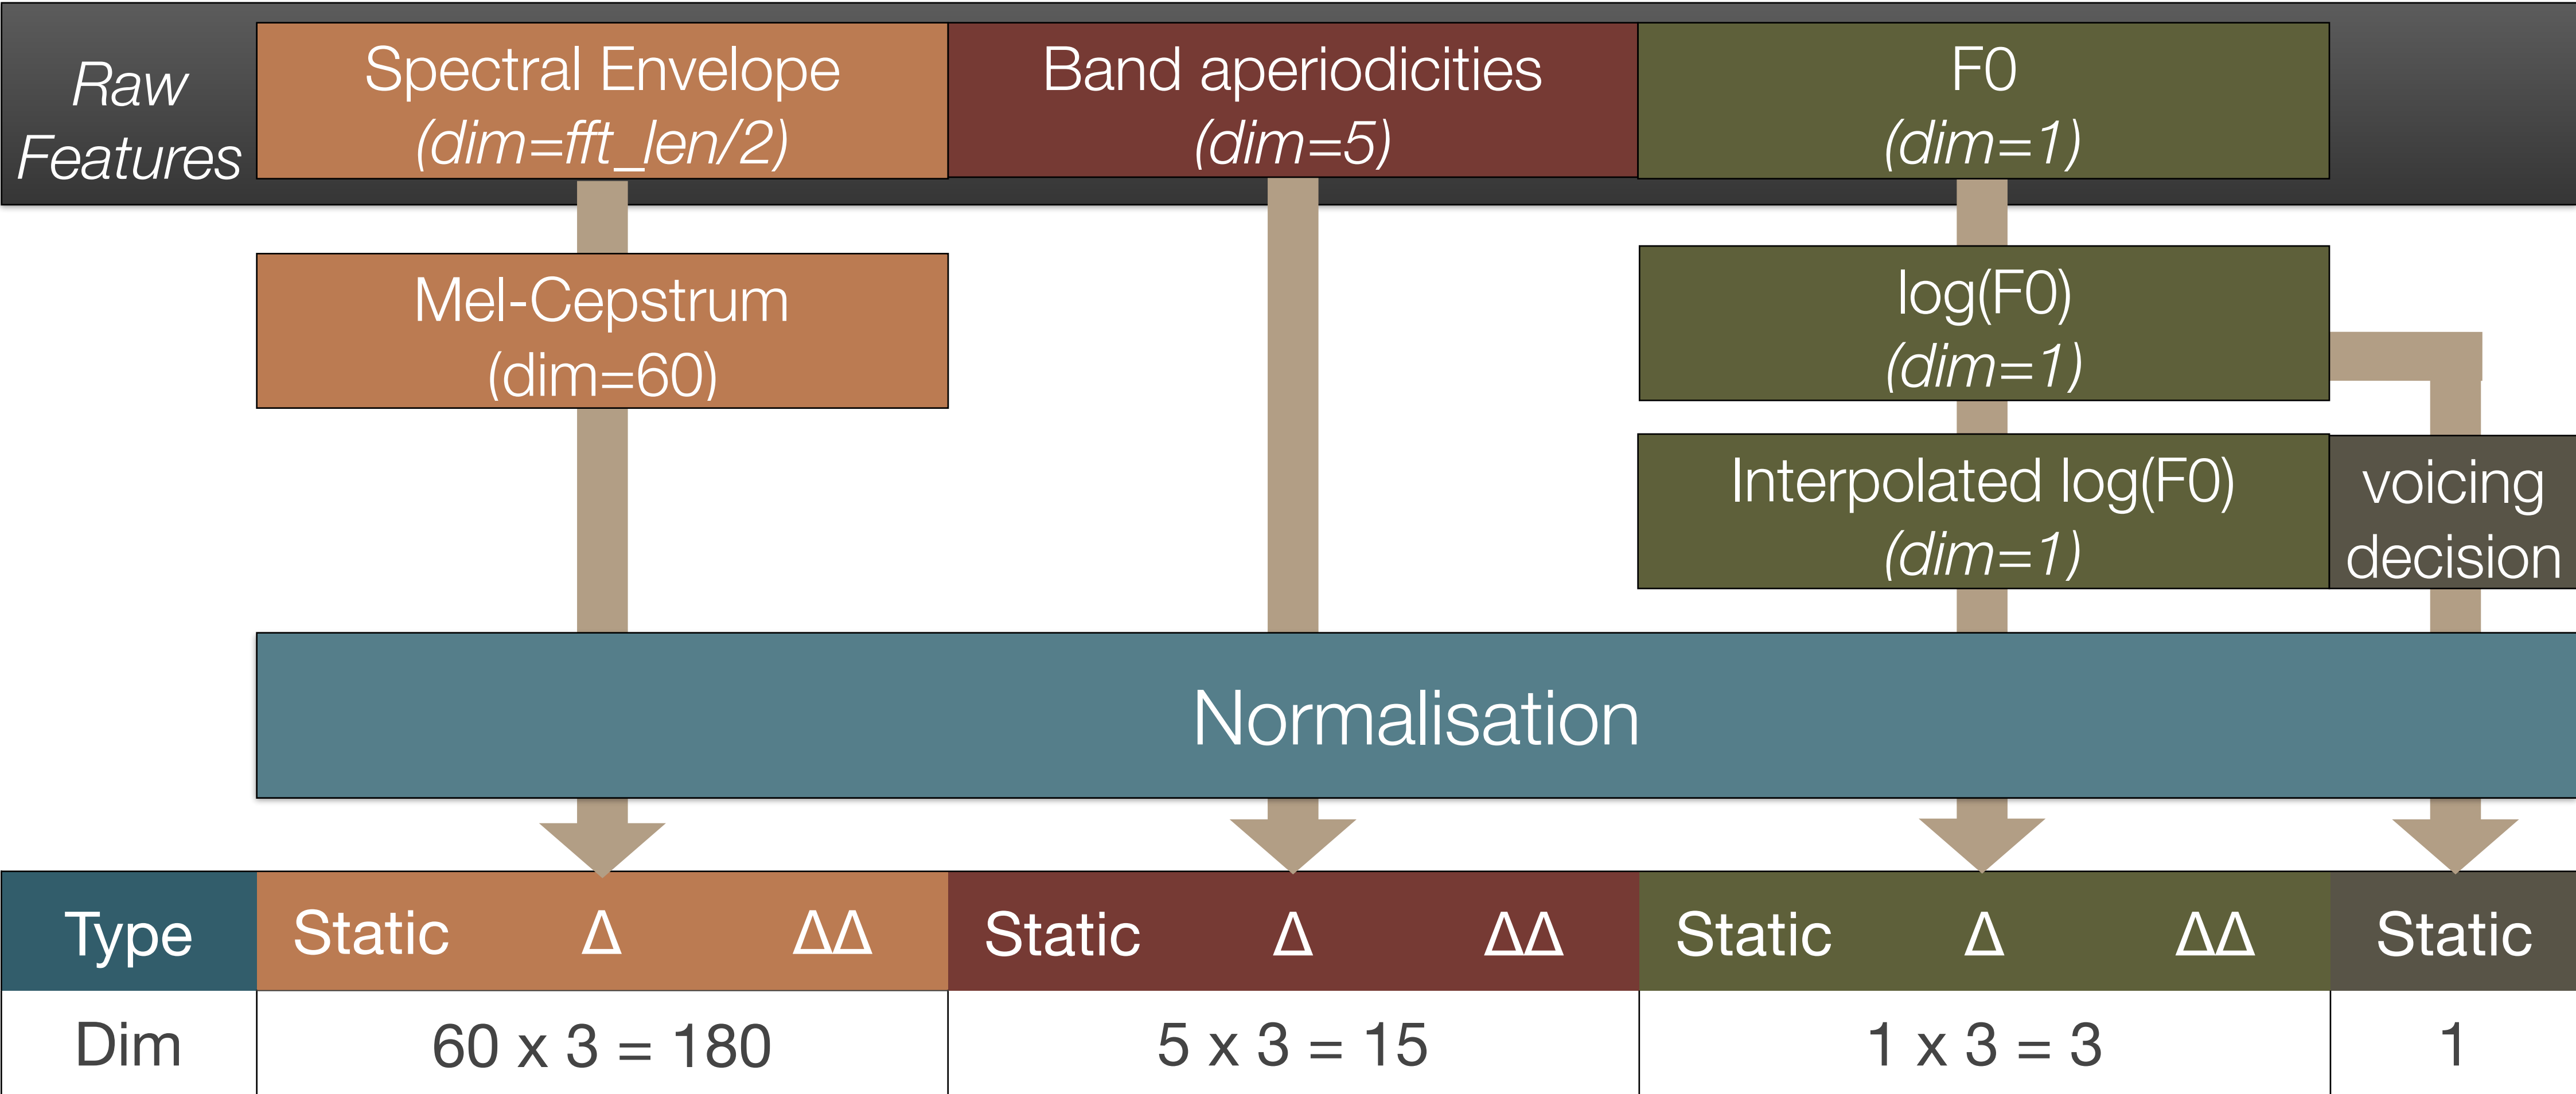 Raw
Features
Spectral Envelope
(dim=fft_len/2)
Band aperiodicities
(dim=5)
F0
(dim=1)
Mel-Cepstrum
(dim=60)
log(F0)
(dim=1)
Interpolated log(F0)
(dim=1)
voicing
decision
Normalisation
Type
Static Δ ΔΔ
Static Δ ΔΔ
Static Δ ΔΔ
Static
Dim
60 x 3 = 180
5 x 3 = 15
1 x 3 = 3
1